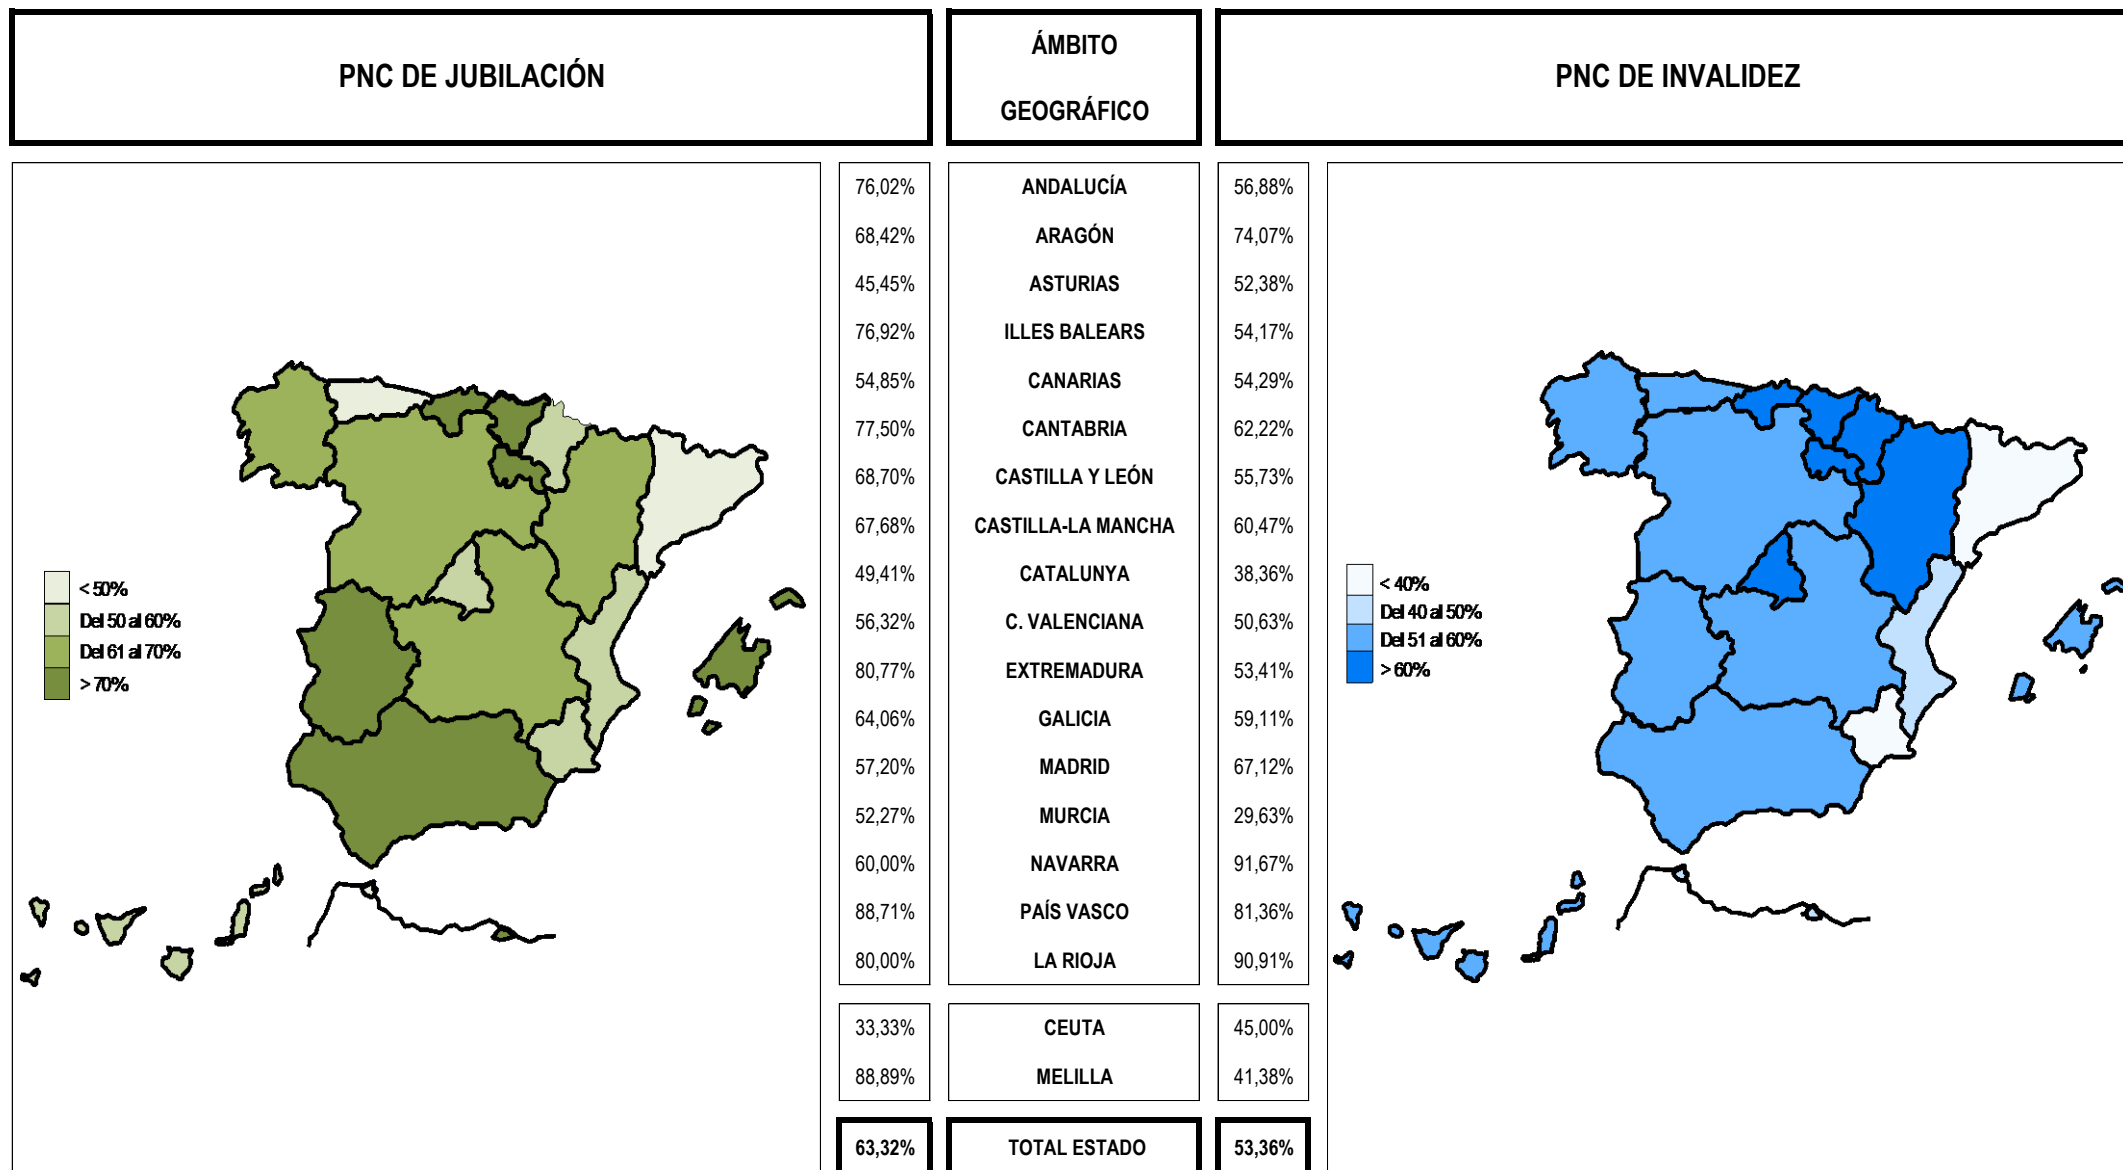 PNC DE JUBILACIÓN
ÁMBITO
GEOGRÁFICO
PNC DE INVALIDEZ
76,02% ANDALUCÍA 56,88%
68,42% ARAGÓN 74,07%
45,45% ASTURIAS 52,38%
76,92% ILLES BALEARS 54,17%
54,85% CANARIAS 54,29%
77,50% CANTABRIA 62,22%
68,70% CASTILLA Y LEÓN 55,73%
67,68% CASTILLA-LA MANCHA 60,47%
49,41% CATALUNYA 38,36%
56,32% C. VALENCIANA 50,63%
80,77% EXTREMADURA 53,41%
64,06% GALICIA 59,11%
57,20% MADRID 67,12%
52,27% MURCIA 29,63%
60,00% NAVARRA 91,67%
88,71% PAÍS VASCO 81,36%
80,00% LA RIOJA 90,91%
33,33% CEUTA 45,00%
88,89% MELILLA 41,38%
63,32% TOTAL ESTADO 53,36%
< 50%
Del 50 al 60%
Del 61 al 70%
> 70%
< 40%
Del 40 al 50%
Del 51 al 60%
> 60%